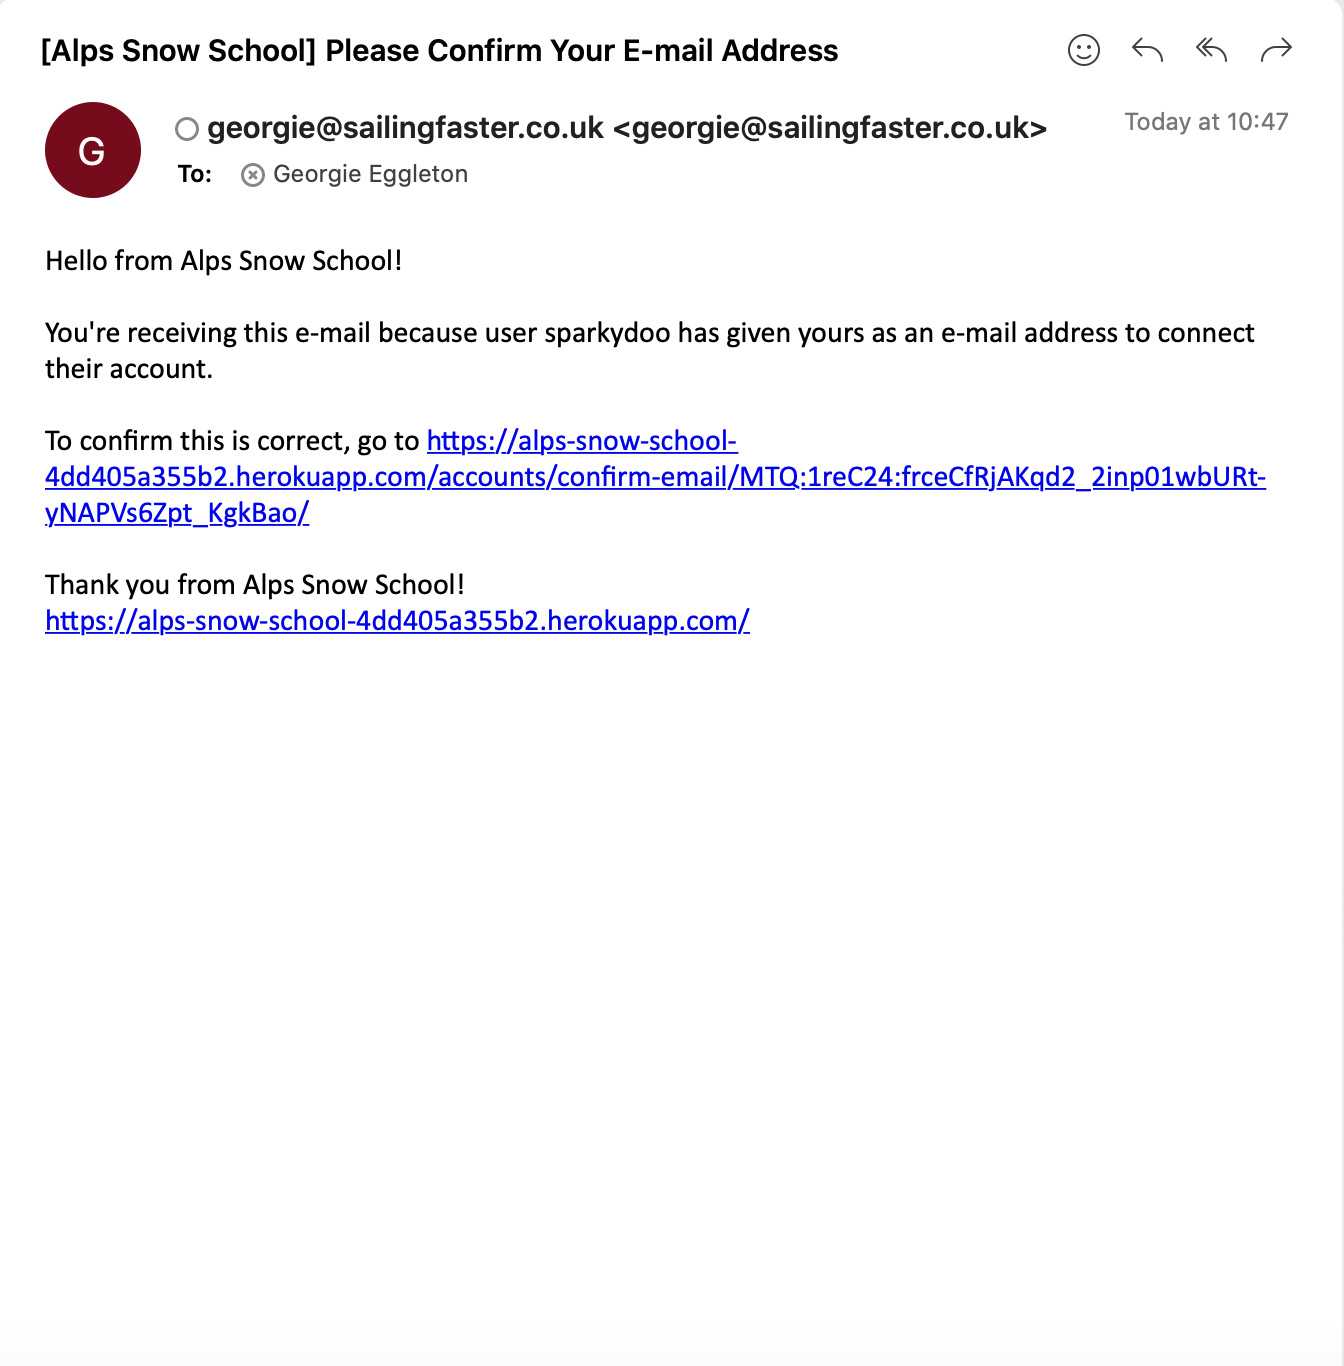 [Alps Snow School] Please Confirm Your E-mail Address
G
georgie@sailingfaster.co.uk <georgie@sailingfaster.co.uk>
Today at 10:47
To: Georgie Eggleton
Hello from Alps Snow School!
You're receiving this e-mail because user sparkydoo has given yours as an e-mail address to connect
their account.
To confirm this is correct, go to https://alps-snow-school-
4dd405a355b2.herokuapp.com/accounts/confirm-email/MTQ:1reC24:frceCfRjAKqd2_2inp01wbURt-
yNAPVs6Zpt_KgkBao/
Thank you from Alps Snow School!
https://alps-snow-school-4dd405a355b2.herokuapp.com/